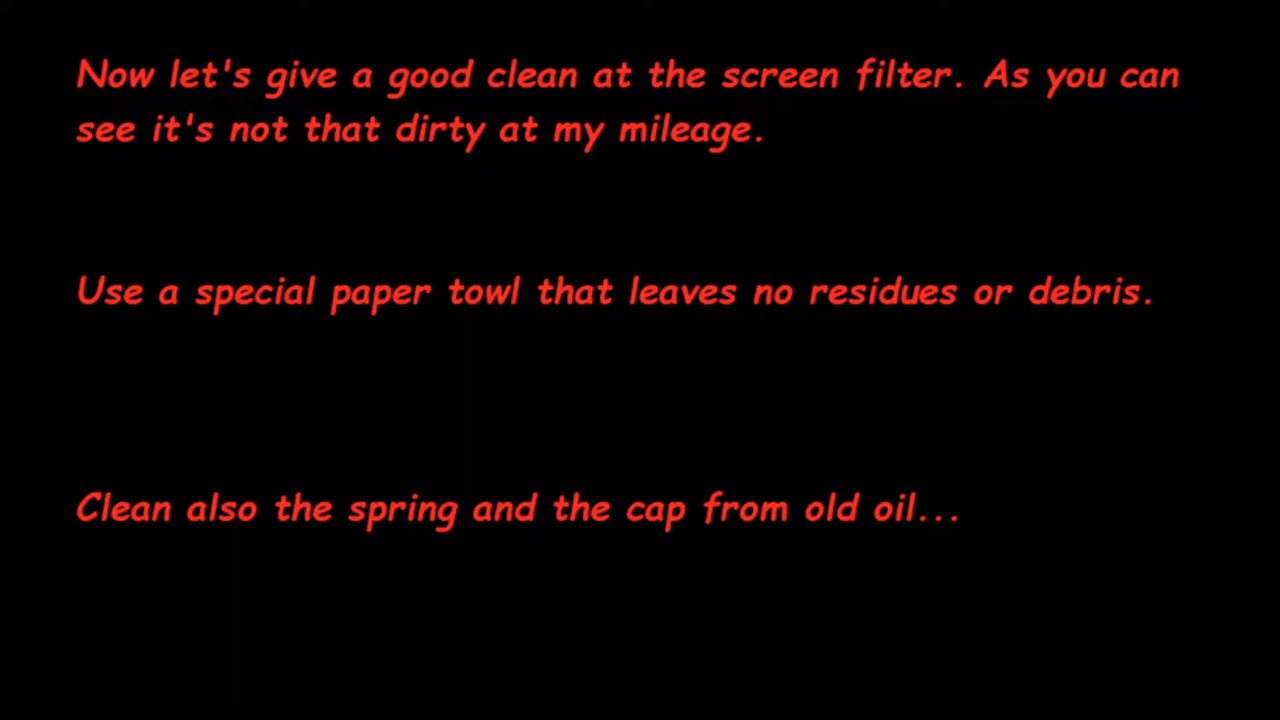 Now let's give a good clean at the screen filter. As you can
see it's not that dirty at my mileage.
Use a special paper towl that leaves no residues or debris.
Clean also the spring and the cap from old oil...